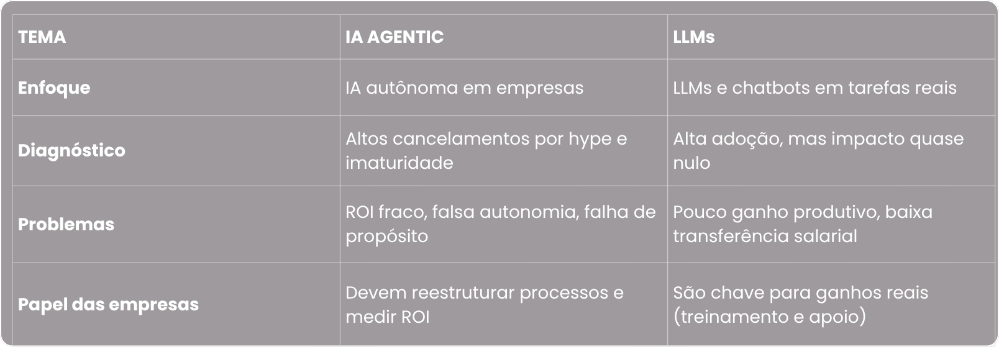 TEMA
IA AGENTIC
LLMs
Enfoque
IA autônoma em empresas
LLMs e chatbots em tarefas reais
Diagnóstico
Altos cancelamentos por hype e
imaturidade
Alta adoção, mas impacto quase
nulo
Problemas
ROI fraco, falsa autonomia, falha de
propósito
Pouco ganho produtivo, baixa
transferência salarial
Papel das empresas
Devem reestruturar processos e
medir ROI
São chave para ganhos reais
(treinamento e apoio)